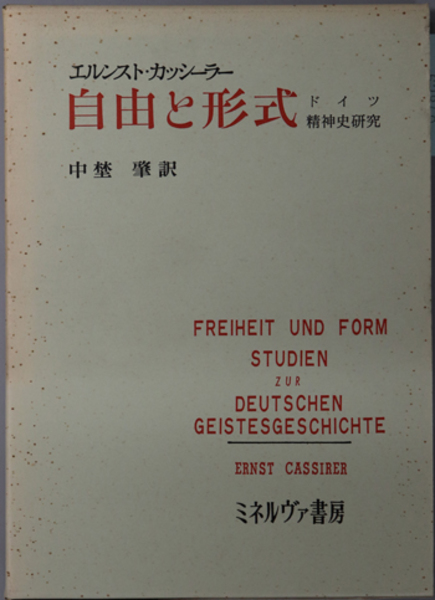 エルンスト・カッシーラー
自由と形式
ドイツ
精神史研究
中埜 肇 訳
FREIHEIT UND FORM
STUDIEN
ZUR
DEUTSCHEN
GEISTESGESCHICHTE
ERNST CASSIRER
ミネルヴァ書房